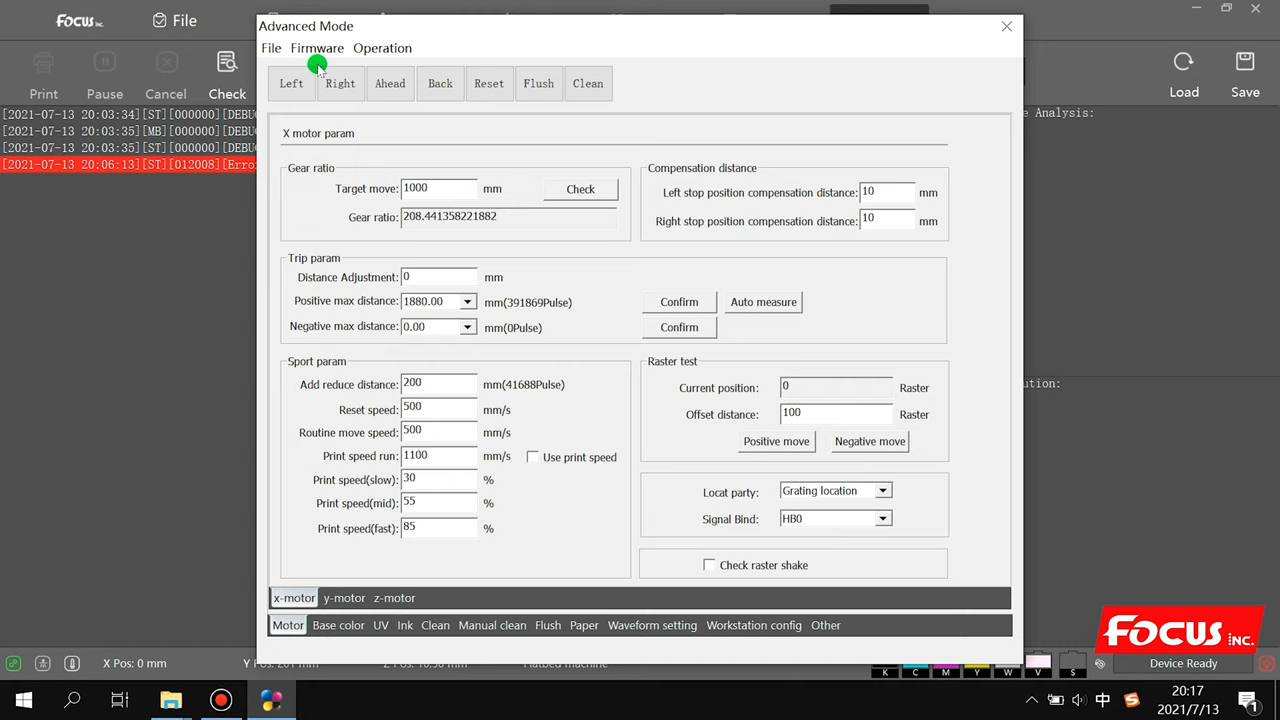 FOCUS INC.
File
Advanced Mode
File Firmware Operation
Left Right Ahead Back Reset Flush Clean
Print Pause Cancel Check
Load Save
[2021-07-13 20:03:34][ST][000000][DEBU
[2021-07-13 20:03:35][MB][000000][DEBU
[2021-07-13 20:03:35][ST][000000][DEBU
[2021-07-13 20:06:13][ST][012008][Erro
e Analysis:
ution:
X motor param
Gear ratio
Target move: 1000 mm Check
Gear ratio: 208.441358221882
Compensation distance
Left stop position compensation distance: 10 mm
Right stop position compensation distance: 10 mm
Trip param
Distance Adjustment: 0 mm
Positive max distance: 1880.00 mm(391869Pulse) Confirm Auto measure
Negative max distance: 0.00 mm(0Pulse) Confirm
Sport param
Add reduce distance: 200 mm(41688Pulse)
Reset speed: 500 mm/s
Routine move speed: 500 mm/s
Print speed run: 1100 mm/s Use print speed
Print speed(slow): 30 %
Print speed(mid): 55 %
Print speed(fast): 85 %
Raster test
Current position: 0 Raster
Offset distance: 100 Raster
Positive move Negative move
Locat party: Grating location
Signal Bind: HB0
Check raster shake
x-motor y-motor z-motor
Motor Base color UV Ink Clean Manual clean Flush Paper Waveform setting Workstation config Other
FOCUS INC.
X Pos: 0 mm
Flatbed machine
K C M Y W W V S
Device Ready
中
20:17
2021/7/13
1